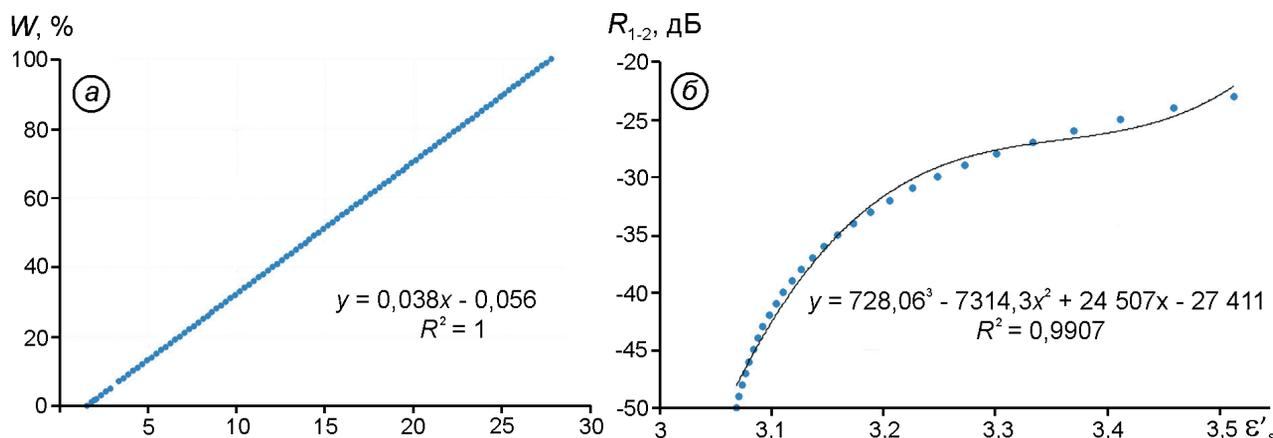 W, %
100
80
60
40
20
0
а
y = 0,038x - 0,056
R² = 1
5
10
15
20
25
30
R₁₋₂, дБ
-20
-25
-30
-35
-40
-45
-50
б
y = 728,06³ - 7314,3x² + 24 507x - 27 411
R² = 0,9907
3
3,1
3,2
3,3
3,4
3,5
ε′